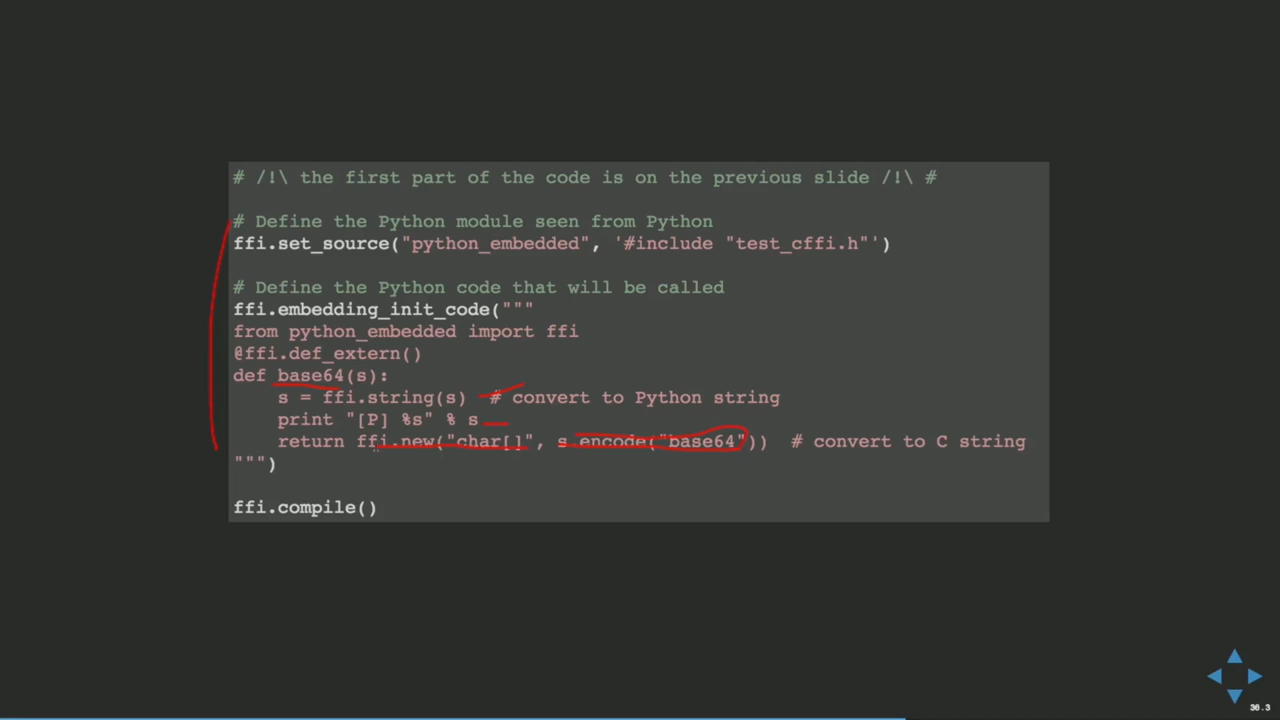 # /!\ the first part of the code is on the previous slide /!\ #
# Define the Python module seen from Python
ffi.set_source("python_embedded", '#include "test_cffi.h"')
# Define the Python code that will be called
ffi.embedding_init_code("""
from python_embedded import ffi
@ffi.def_extern()
def base64(s):
    s = ffi.string(s)  # convert to Python string
    print "[P] %s" % s
    return ffi.new("char[]", s.encode("base64"))  # convert to C string
""")
ffi.compile()
36.3